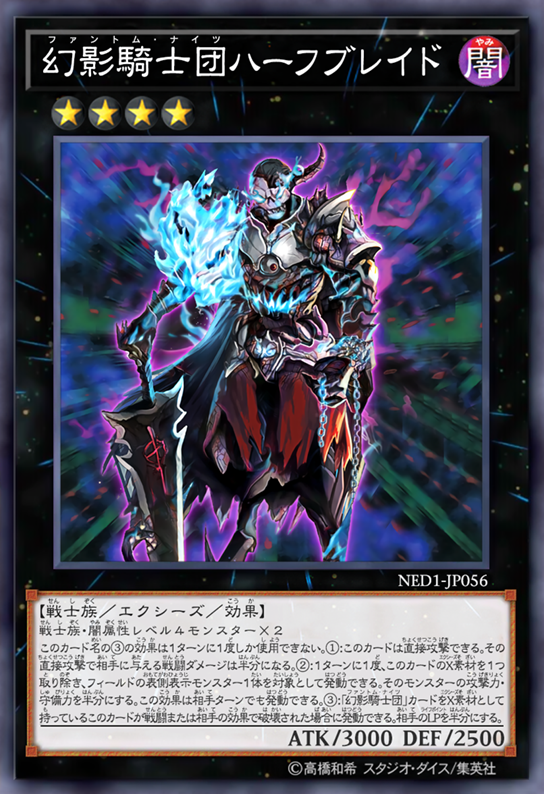 ファントム・ナイツ
幻影騎士団ハーフブレイド
やみ
闇
NED1-JP056
【戦士族／エクシーズ／効果】
戦士族・闇属性レベル４モンスター×２
このカード名の③の効果は1ターンに1度しか使用できない。①:このカードは直接攻撃できる。その
直接攻撃で相手に与える戦闘ダメージは半分になる。②:1ターンに1度、このカードのX素材を1つ
取り除き、フィールドの表側表示モンスター1体を対象として発動できる。そのモンスターの攻撃力・
守備力を半分にする。この効果は相手ターンでも発動できる。③:「幻影騎士団」カードをX素材として
持っているこのカードが戦闘または相手の効果で破壊された場合に発動できる。相手のLPを半分にする。
ATK/3000 DEF/2500
©高橋和希 スタジオ・ダイス/集英社